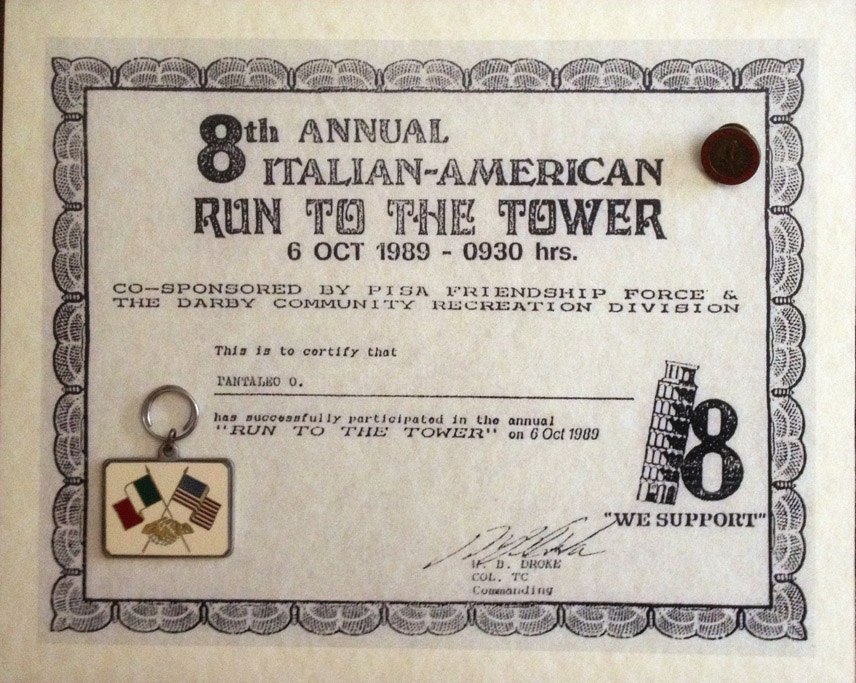 8th ANNUAL
ITALIAN-AMERICAN
RUN TO THE TOWER
6 OCT 1989 - 0930 hrs.
CO-SPONSORED BY PISA FRIENDSHIP FORCE &
THE DARBY COMMUNITY RECREATION DIVISION
This is to certify that
PANTALEO O.
has successfully participated in the annual
"RUN TO THE TOWER" on 6 Oct 1989
8
"WE SUPPORT"
D. DROKE
COL. TC
Commanding